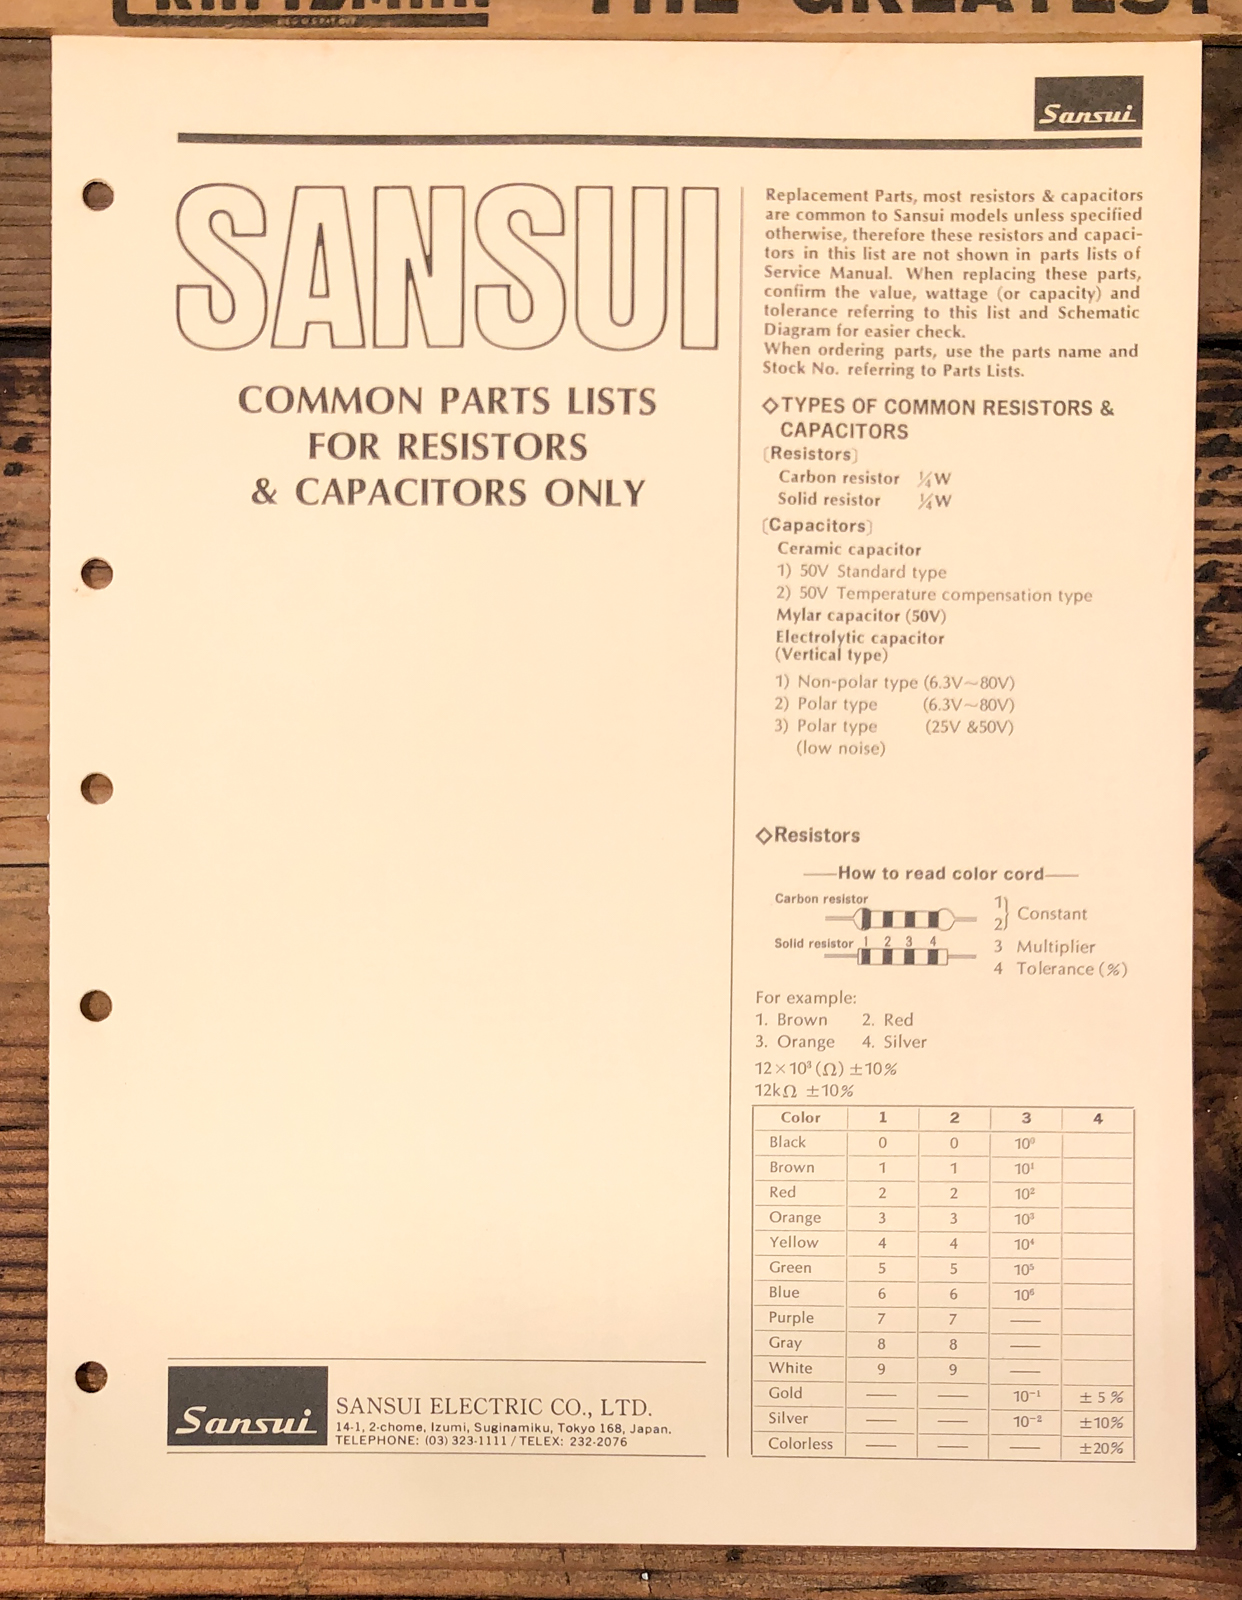 THE GREATEST
Sansui
SANSUI
COMMON PARTS LISTS
FOR RESISTORS
& CAPACITORS ONLY
Replacement Parts, most resistors & capacitors
are common to Sansui models unless specified
otherwise, therefore these resistors and capaci-
tors in this list are not shown in parts lists of
Service Manual. When replacing these parts,
confirm the value, wattage (or capacity) and
tolerance referring to this list and Schematic
Diagram for easier check.
When ordering parts, use the parts name and
Stock No. referring to Parts Lists.
◇TYPES OF COMMON RESISTORS &
CAPACITORS
〔Resistors〕
Carbon resistor ¼W
Solid resistor ¼W
〔Capacitors〕
Ceramic capacitor
1) 50V Standard type
2) 50V Temperature compensation type
Mylar capacitor (50V)
Electrolytic capacitor
(Vertical type)
1) Non-polar type (6.3V~80V)
2) Polar type (6.3V~80V)
3) Polar type (25V &50V)
(low noise)
◇Resistors
——How to read color cord——
Carbon resistor
Solid resistor 1 2 3 4
1)
2) Constant
3 Multiplier
4 Tolerance (%)
For example:
1. Brown 2. Red
3. Orange 4. Silver
12×10³(Ω) ±10%
12kΩ ±10%
Color 1 2 3 4
Black 0 0 10⁰
Brown 1 1 10¹
Red 2 2 10²
Orange 3 3 10³
Yellow 4 4 10⁴
Green 5 5 10⁵
Blue 6 6 10⁶
Purple 7 7 ——
Gray 8 8 ——
White 9 9 ——
Gold —— —— 10⁻¹ ± 5 %
Silver —— —— 10⁻² ±10%
Colorless —— —— —— ±20%
Sansui
SANSUI ELECTRIC CO., LTD.
14-1, 2-chome, Izumi, Suginamiku, Tokyo 168, Japan.
TELEPHONE: (03) 323-1111 / TELEX: 232-2076